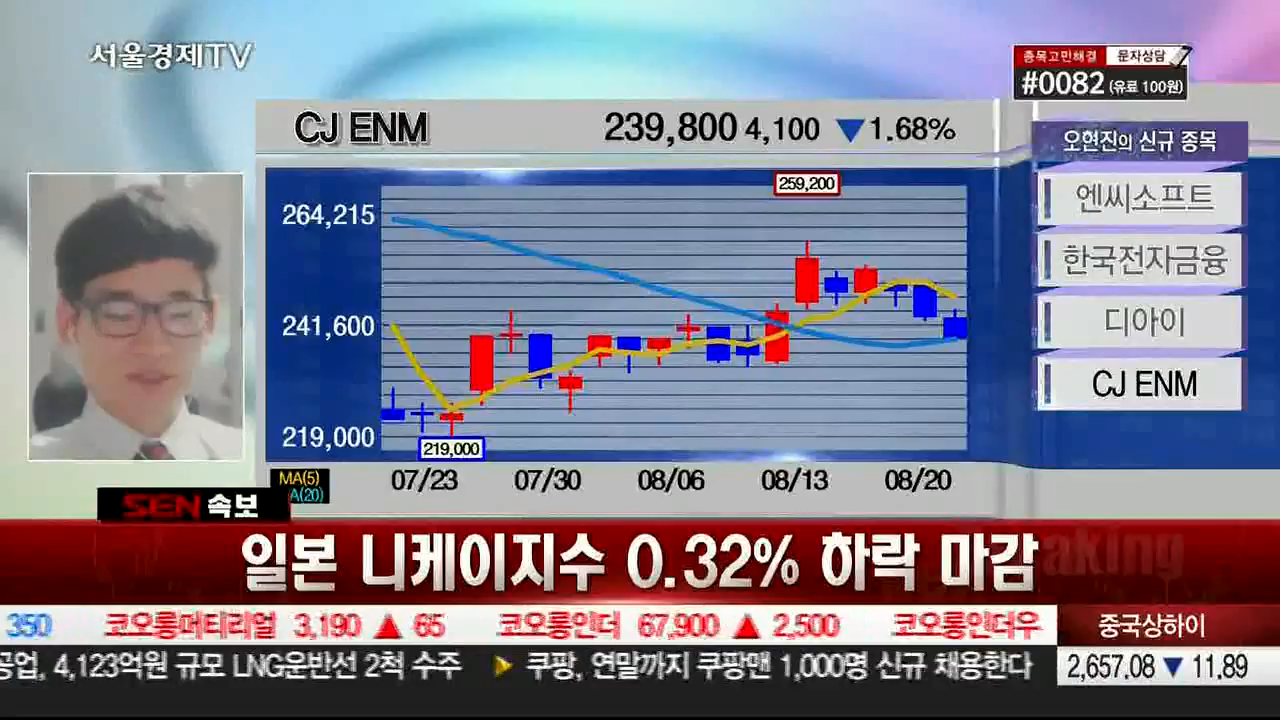 서울경제TV
종목고민해결 문자상담
#0082 (유료 100원)
CJ ENM 239,800 4,100 ▼1.68%
오현진의 신규 종목
엔씨소프트
한국전자금융
디아이
CJ ENM
259,200
264,215
241,600
219,000
219,000
MA(5)
A(20)
07/23 07/30 08/06 08/13 08/20
SEN 속보
일본 니케이지수 0.32% 하락 마감
aking
350 코오롱머티리얼 3,190 ▲ 65 코오롱인더 67,900 ▲ 2,500 코오롱인더우
중국상하이
공업, 4,123억원 규모 LNG운반선 2척 수주 ▶ 쿠팡, 연말까지 쿠팡맨 1,000명 신규 채용한다
2,657.08 ▼ 11.89